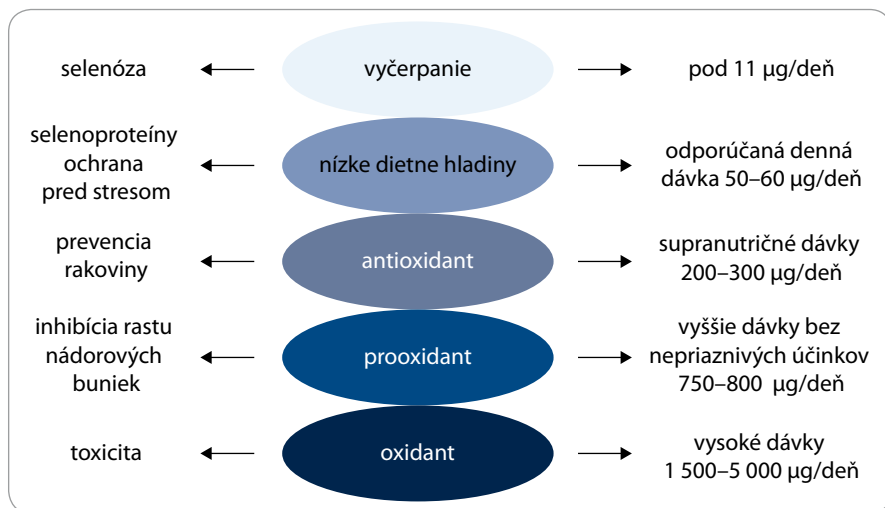 selenóza
vyčerpanie
pod 11 µg/deň
selenoproteíny
ochrana
pred stresom
nízke dietne hladiny
odporúčaná denná
dávka 50–60 µg/deň
prevencia
rakoviny
antioxidant
supranutričné dávky
200–300 µg/deň
inhibícia rastu
nádorových
buniek
prooxidant
vyššie dávky bez
nepriaznivých účinkov
750–800 µg/deň
toxicita
oxidant
vysoké dávky
1 500–5 000 µg/deň